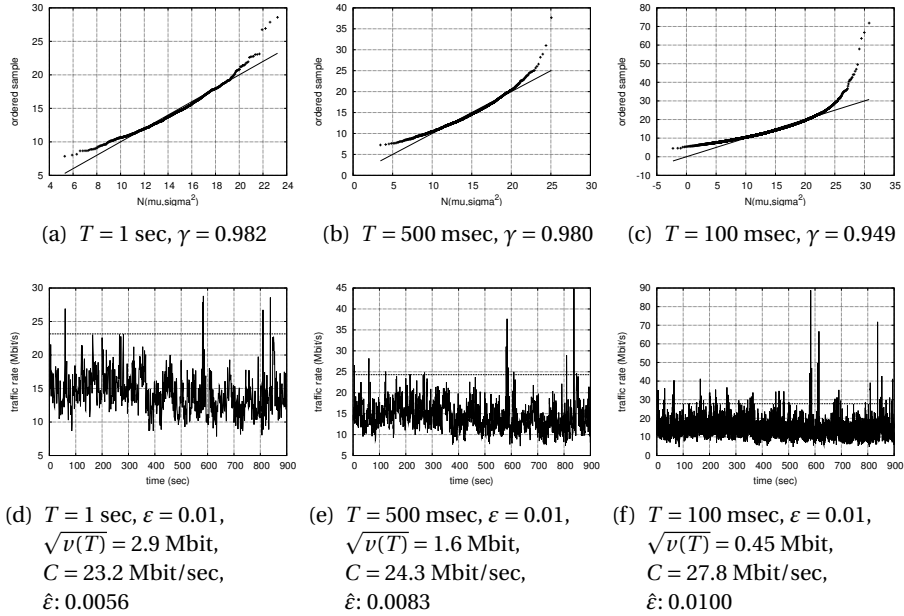 30
25
20
15
10
5
ordered sample
4 6 8 10 12 14 16 18 20 22 24
N(mu,sigma²)
(a) T = 1 sec, γ = 0.982
40
35
30
25
20
15
10
5
0
ordered sample
0 5 10 15 20 25 30
N(mu,sigma²)
(b) T = 500 msec, γ = 0.980
80
70
60
50
40
30
20
10
0
-10
ordered sample
-5 0 5 10 15 20 25 30 35
N(mu,sigma²)
(c) T = 100 msec, γ = 0.949
30
25
20
15
10
5
traffic rate (Mbit/s)
0 100 200 300 400 500 600 700 800 900
time (sec)
(d) T = 1 sec, ε = 0.01,
√v(T) = 2.9 Mbit,
C = 23.2 Mbit/sec,
ε̂: 0.0056
45
40
35
30
25
20
15
10
5
traffic rate (Mbit/s)
0 100 200 300 400 500 600 700 800 900
time (sec)
(e) T = 500 msec, ε = 0.01,
√v(T) = 1.6 Mbit,
C = 24.3 Mbit/sec,
ε̂: 0.0083
90
80
70
60
50
40
30
20
10
0
traffic rate (Mbit/s)
0 100 200 300 400 500 600 700 800 900
time (sec)
(f) T = 100 msec, ε = 0.01,
√v(T) = 0.45 Mbit,
C = 27.8 Mbit/sec,
ε̂: 0.0100